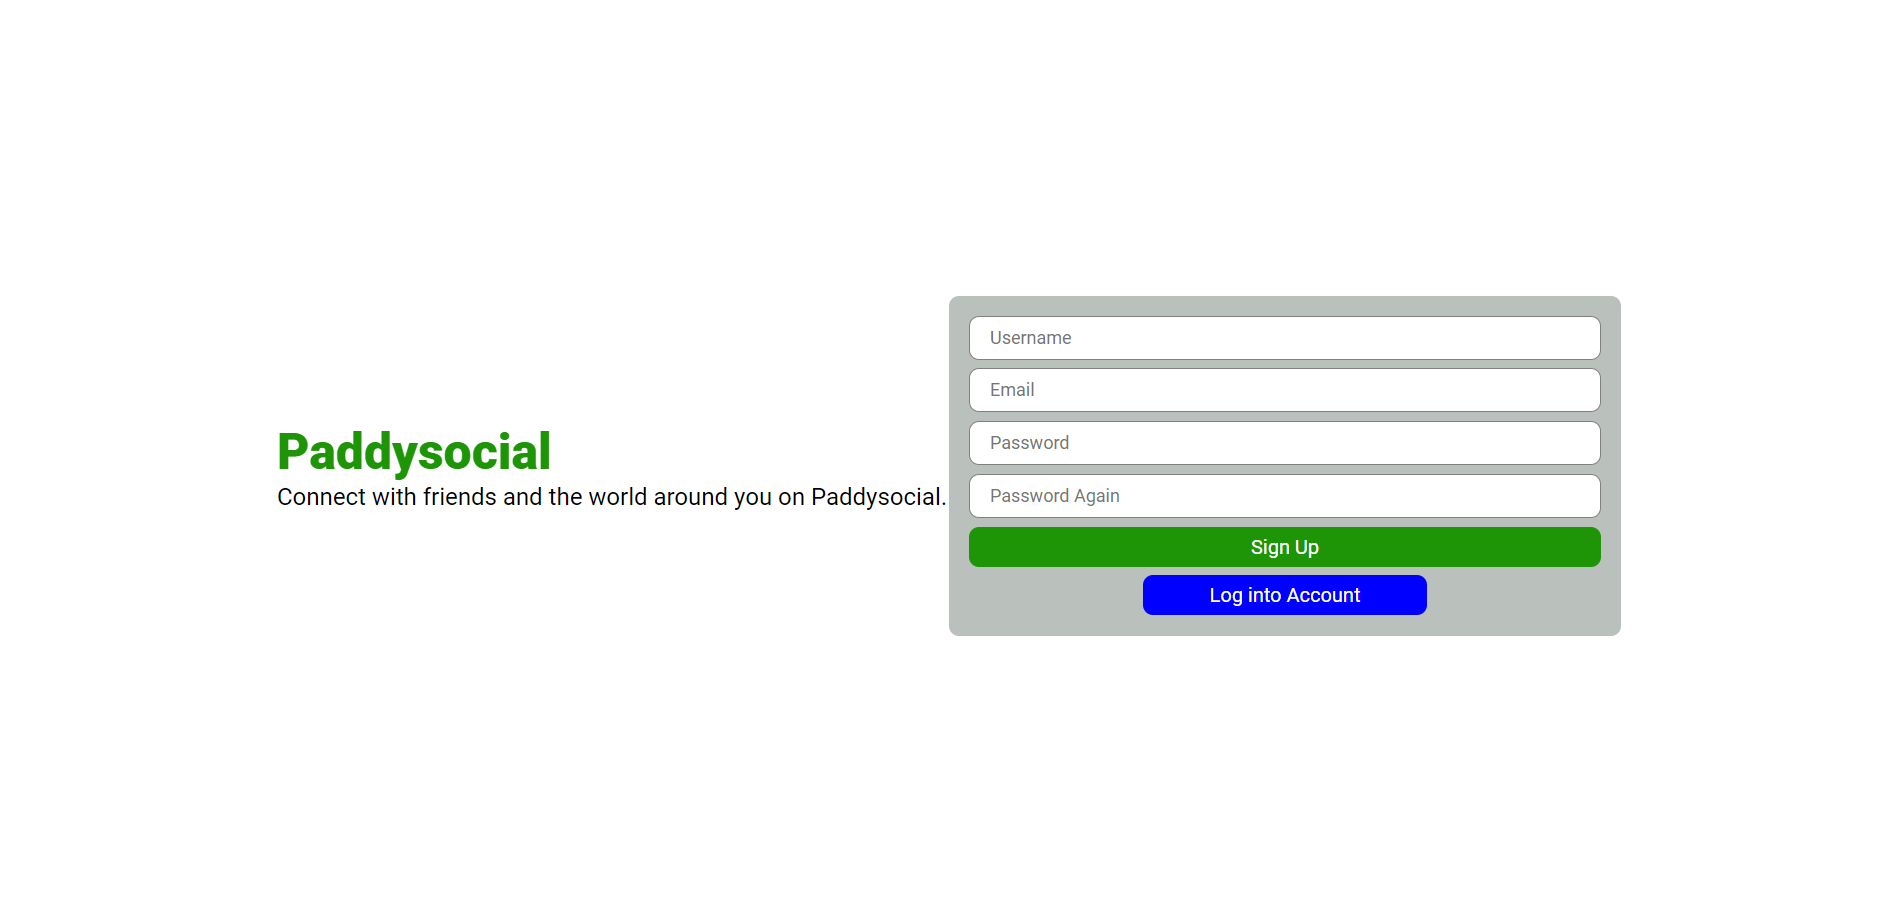 Paddysocial
Connect with friends and the world around you on Paddysocial.
Username
Email
Password
Password Again
Sign Up
Log into Account